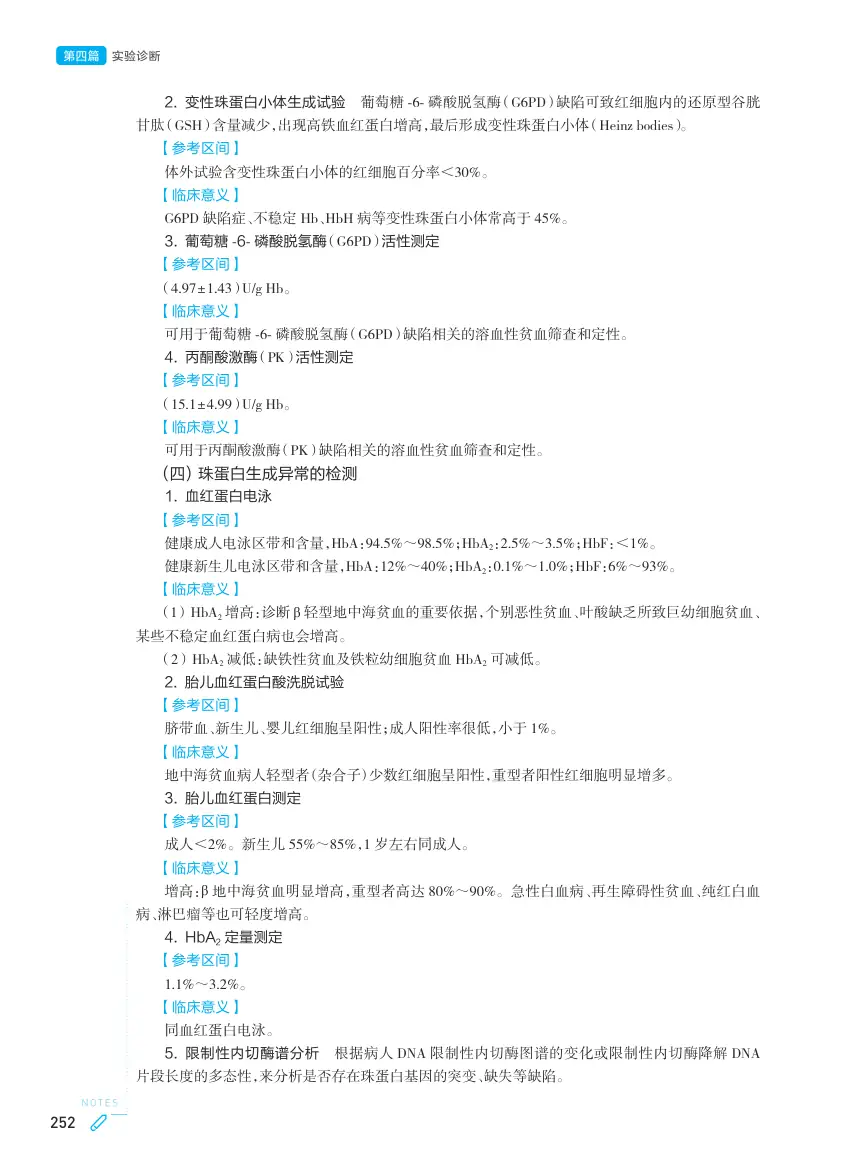 第四篇 实验诊断
2. 变性珠蛋白小体生成试验 葡萄糖 -6- 磷酸脱氢酶（G6PD）缺陷可致红细胞内的还原型谷胱
甘肽（GSH）含量减少，出现高铁血红蛋白增高，最后形成变性珠蛋白小体（Heinz bodies）。
【参考区间】
体外试验含变性珠蛋白小体的红细胞百分率＜30%。
【临床意义】
G6PD 缺陷症、不稳定 Hb、HbH 病等变性珠蛋白小体常高于 45%。
3. 葡萄糖 -6- 磷酸脱氢酶（G6PD）活性测定
【参考区间】
（4.97±1.43）U/g Hb。
【临床意义】
可用于葡萄糖 -6- 磷酸脱氢酶（G6PD）缺陷相关的溶血性贫血筛查和定性。
4. 丙酮酸激酶（PK）活性测定
【参考区间】
（15.1±4.99）U/g Hb。
【临床意义】
可用于丙酮酸激酶（PK）缺陷相关的溶血性贫血筛查和定性。
（四）珠蛋白生成异常的检测
1. 血红蛋白电泳
【参考区间】
健康成人电泳区带和含量，HbA：94.5%～98.5%；HbA₂：2.5%～3.5%；HbF：＜1%。
健康新生儿电泳区带和含量，HbA：12%～40%；HbA₂：0.1%～1.0%；HbF：6%～93%。
【临床意义】
（1）HbA₂ 增高：诊断 β 轻型地中海贫血的重要依据，个别恶性贫血、叶酸缺乏所致巨幼细胞贫血、
某些不稳定血红蛋白病也会增高。
（2）HbA₂ 减低：缺铁性贫血及铁粒幼细胞贫血 HbA₂ 可减低。
2. 胎儿血红蛋白酸洗脱试验
【参考区间】
脐带血、新生儿、婴儿红细胞呈阳性；成人阳性率很低，小于 1%。
【临床意义】
地中海贫血病人轻型者（杂合子）少数红细胞呈阳性，重型者阳性红细胞明显增多。
3. 胎儿血红蛋白测定
【参考区间】
成人＜2%。新生儿 55%～85%，1 岁左右同成人。
【临床意义】
增高：β 地中海贫血明显增高，重型者高达 80%～90%。急性白血病、再生障碍性贫血、纯红白血
病、淋巴瘤等也可轻度增高。
4. HbA₂ 定量测定
【参考区间】
1.1%～3.2%。
【临床意义】
同血红蛋白电泳。
5. 限制性内切酶谱分析 根据病人 DNA 限制性内切酶图谱的变化或限制性内切酶降解 DNA
片段长度的多态性，来分析是否存在珠蛋白基因的突变、缺失等缺陷。
NOTES
252